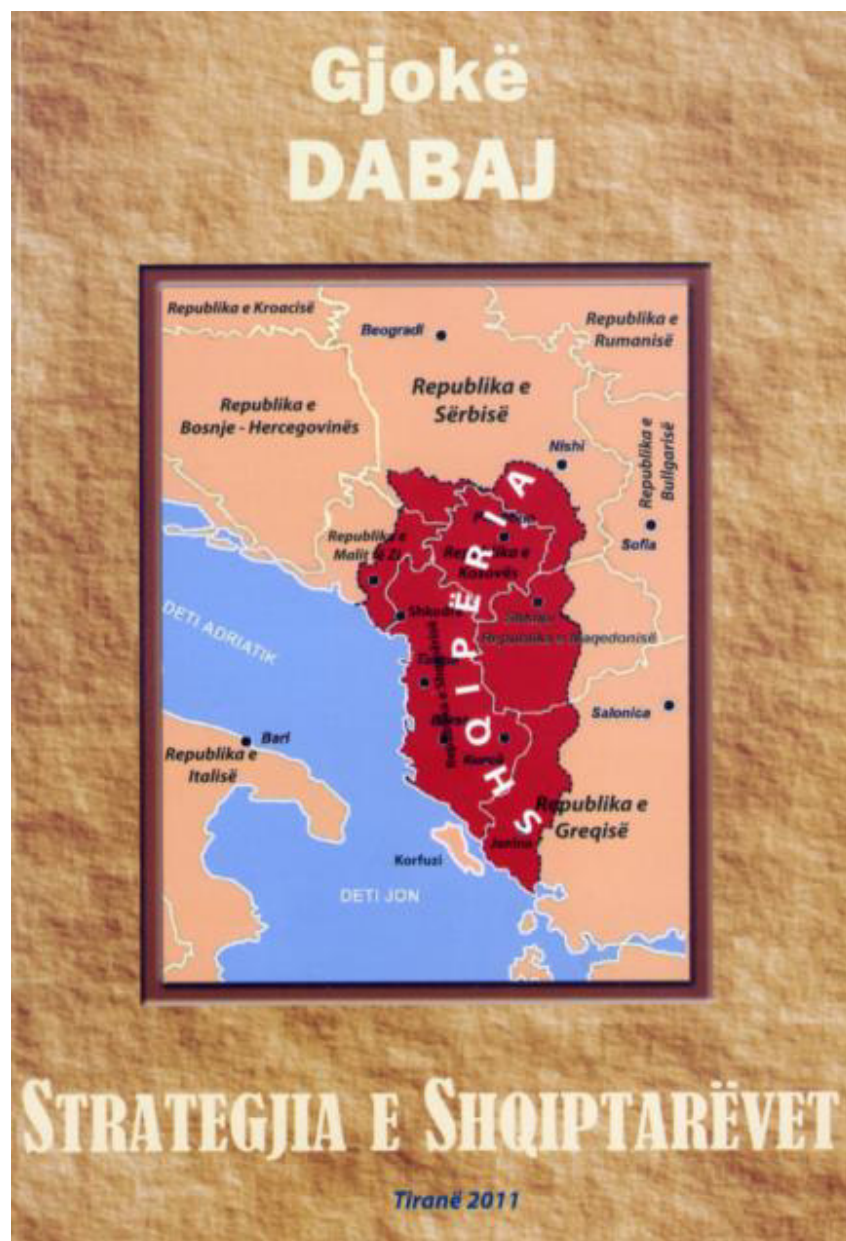 Gjokë
DABAJ
Republika e Kroacisë
Beogradi
Republika e
Rumanisë
Republika e
Sërbisë
Republika e
Bosnje - Hercegovinës
Nishi
Republika e
Bullgarisë
Sofia
Republika e
Malit të Zi
Republika e
Kosovës
SHQIPËRIA
Shkodra
Republika e Maqedonisë
DETI ADRIATIK
Republika e Shqipërisë
Salonica
Bari
Republika e
Italisë
Korça
Republika e
Greqisë
Janina
Korfuzi
DETI JON
STRATEGJIA E SHQIPTARËVET
Tiranë 2011